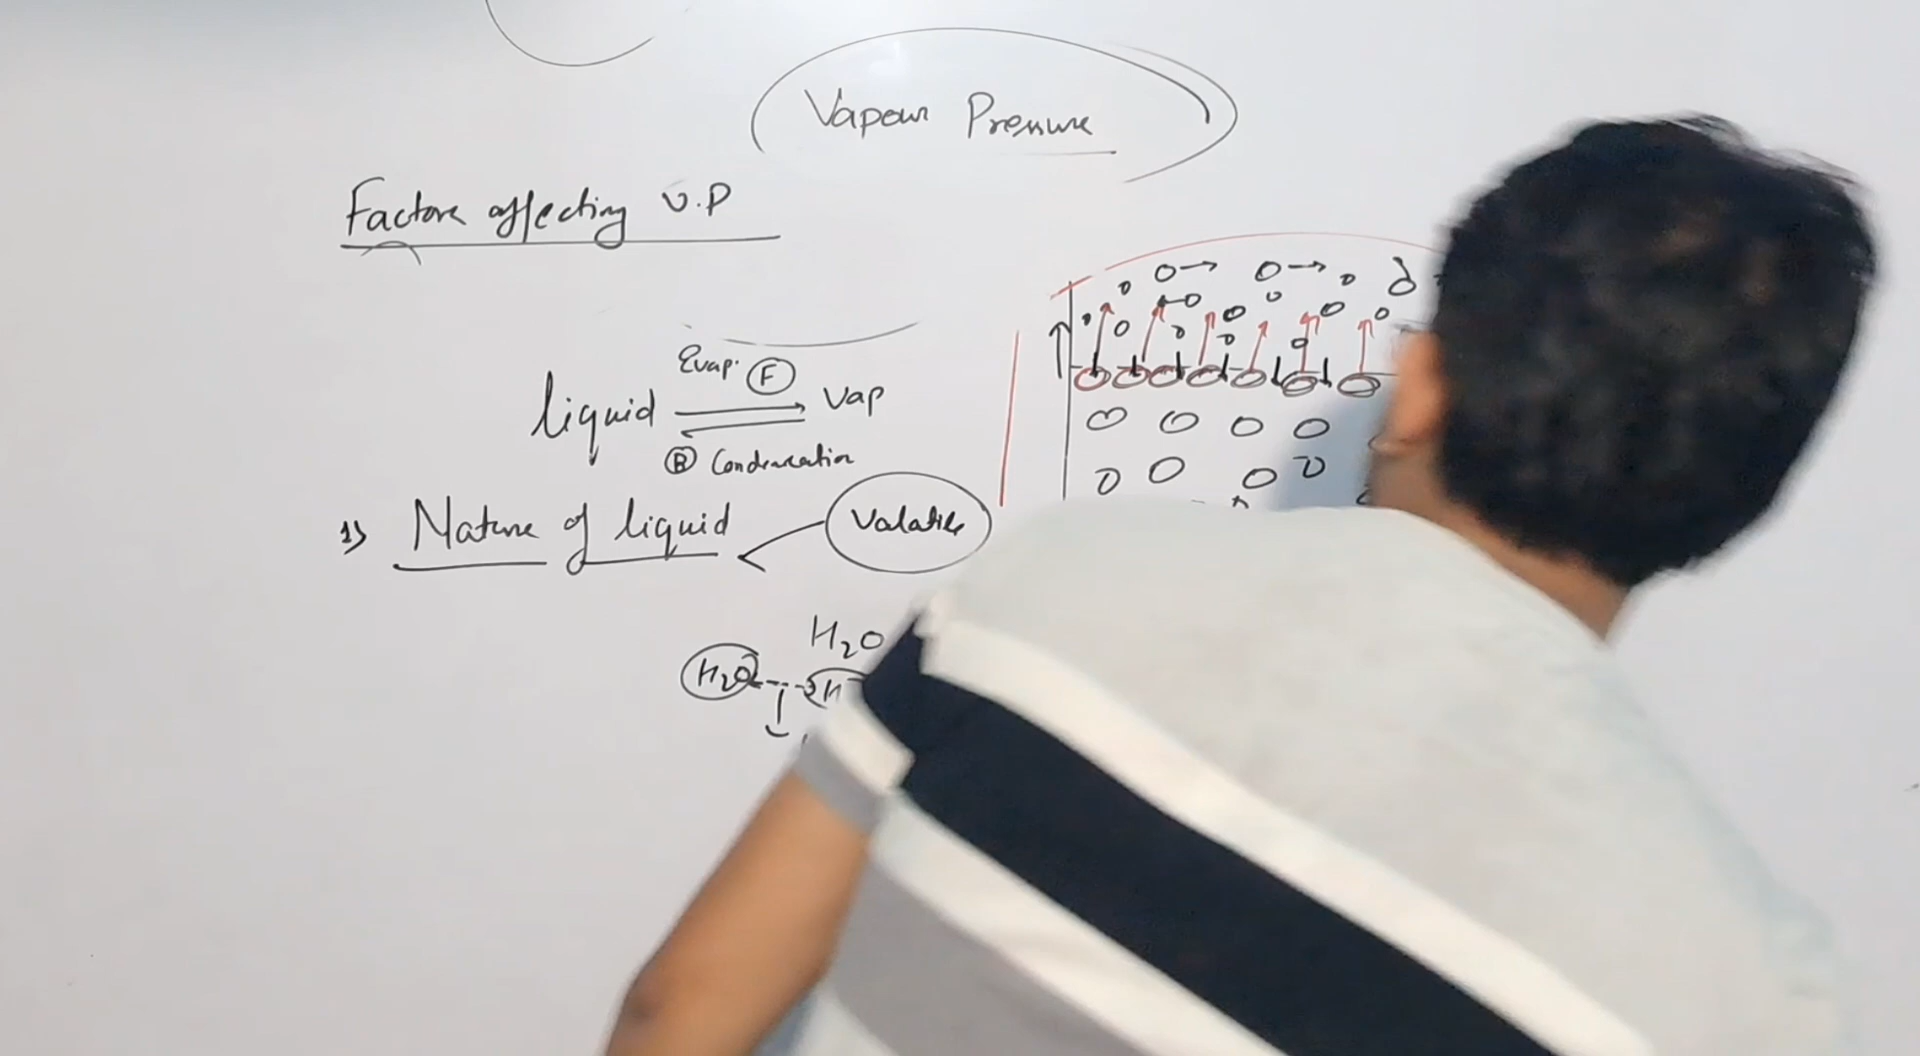 Vapour Pressure
Factors affecting V.P
Evap. F
liquid ⇌ Vap
B Condensation
1) Nature of liquid
Volatile
H₂O
H₂O